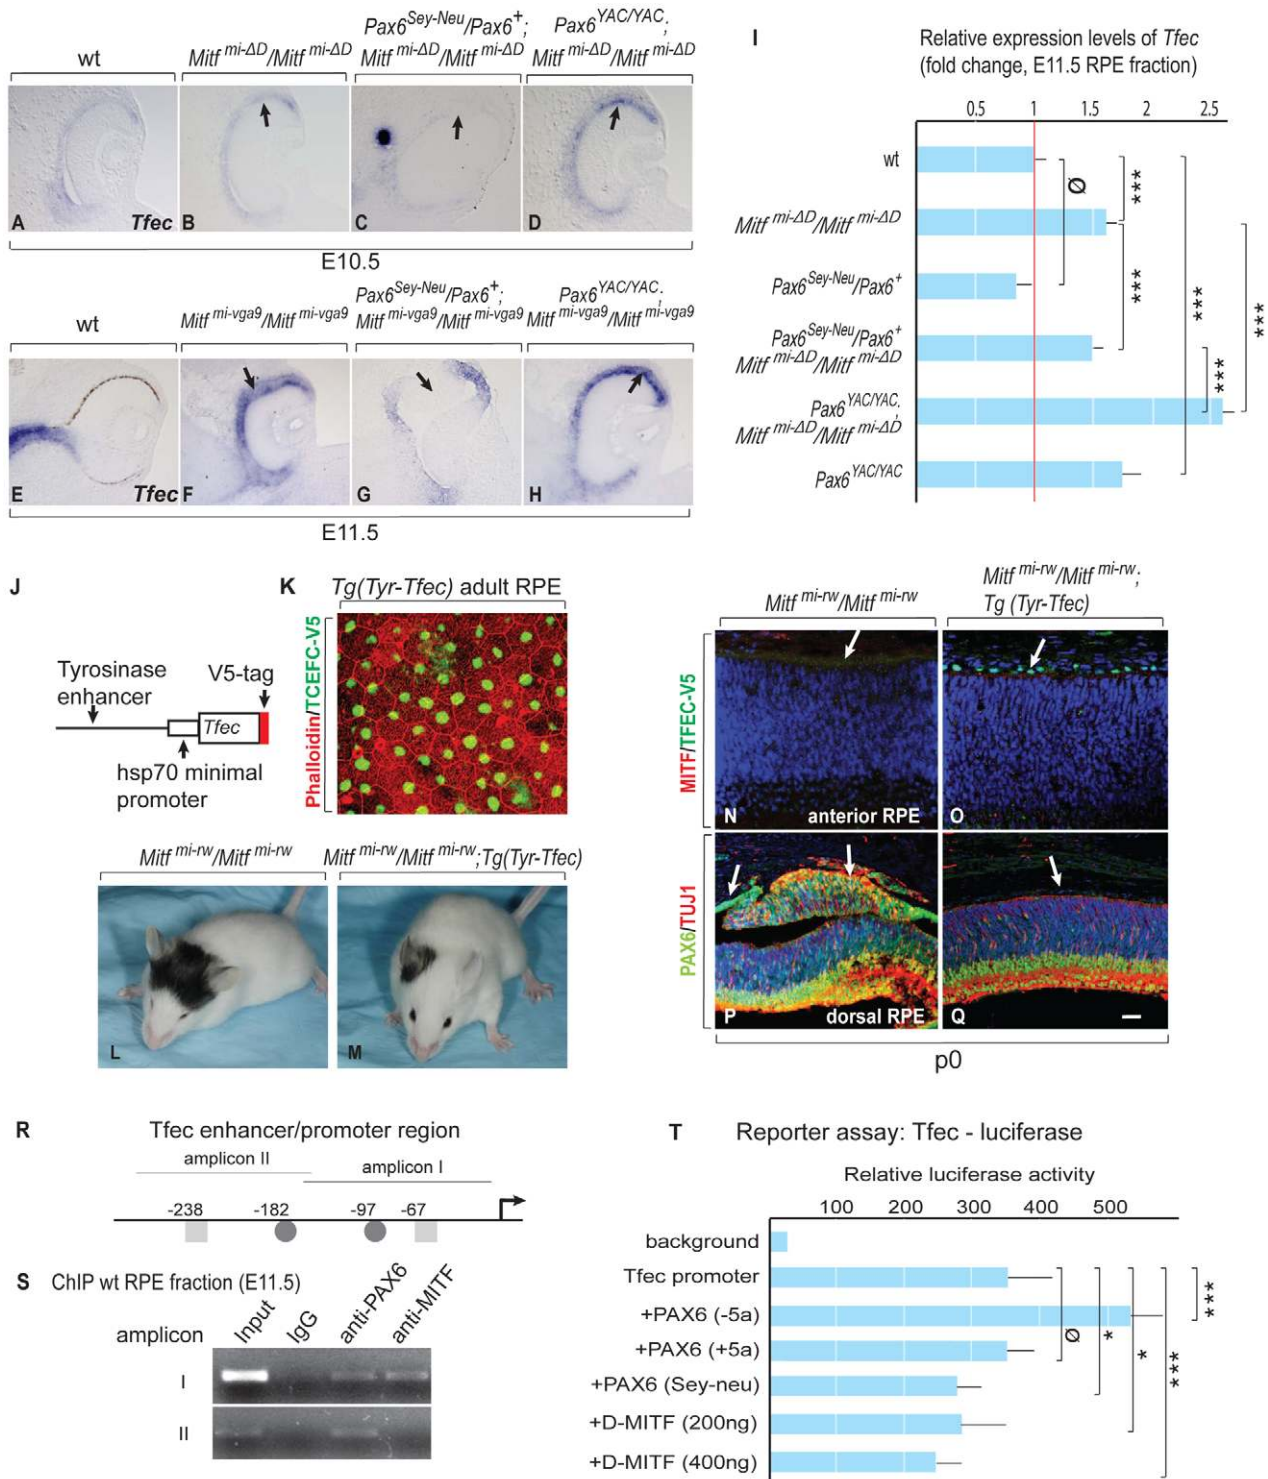 wt
Mitf mi-ΔD/Mitf mi-ΔD
Pax6Sey-Neu/Pax6+;
Mitf mi-ΔD/Mitf mi-ΔD
Pax6YAC/YAC;
Mitf mi-ΔD/Mitf mi-ΔD
A Tfec B C D
E10.5
wt
Mitf mi-vga9/Mitf mi-vga9
Pax6Sey-Neu/Pax6+;
Mitf mi-vga9/Mitf mi-vga9
Pax6YAC/YAC;
Mitf mi-vga9/Mitf mi-vga9
E Tfec F G H
E11.5
I Relative expression levels of Tfec
(fold change, E11.5 RPE fraction)
0.5 1 1.5 2 2.5
wt
Mitf mi-ΔD/Mitf mi-ΔD
Pax6Sey-Neu/Pax6+
Pax6Sey-Neu/Pax6+
Mitf mi-ΔD/Mitf mi-ΔD
Pax6YAC/YAC;
Mitf mi-ΔD/Mitf mi-ΔD
Pax6YAC/YAC
Ø
***
***
***
***
***
J
Tyrosinase
enhancer
V5-tag
Tfec
hsp70 minimal
promoter
K Tg(Tyr-Tfec) adult RPE
Phalloidin/TCEFC-V5
Mitf mi-rw/Mitf mi-rw
Mitf mi-rw/Mitf mi-rw;Tg(Tyr-Tfec)
L M
Mitf mi-rw/Mitf mi-rw
Mitf mi-rw/Mitf mi-rw;
Tg (Tyr-Tfec)
MITF/TFEC-V5
N anterior RPE O
PAX6/TUJ1
P dorsal RPE Q
p0
R Tfec enhancer/promoter region
amplicon II amplicon I
-238 -182 -97 -67
S ChIP wt RPE fraction (E11.5)
amplicon Input IgG anti-PAX6 anti-MITF
I
II
T Reporter assay: Tfec - luciferase
Relative luciferase activity
100 200 300 400 500
background
Tfec promoter
+PAX6 (-5a)
+PAX6 (+5a)
+PAX6 (Sey-neu)
+D-MITF (200ng)
+D-MITF (400ng)
Ø
*
*
***
***